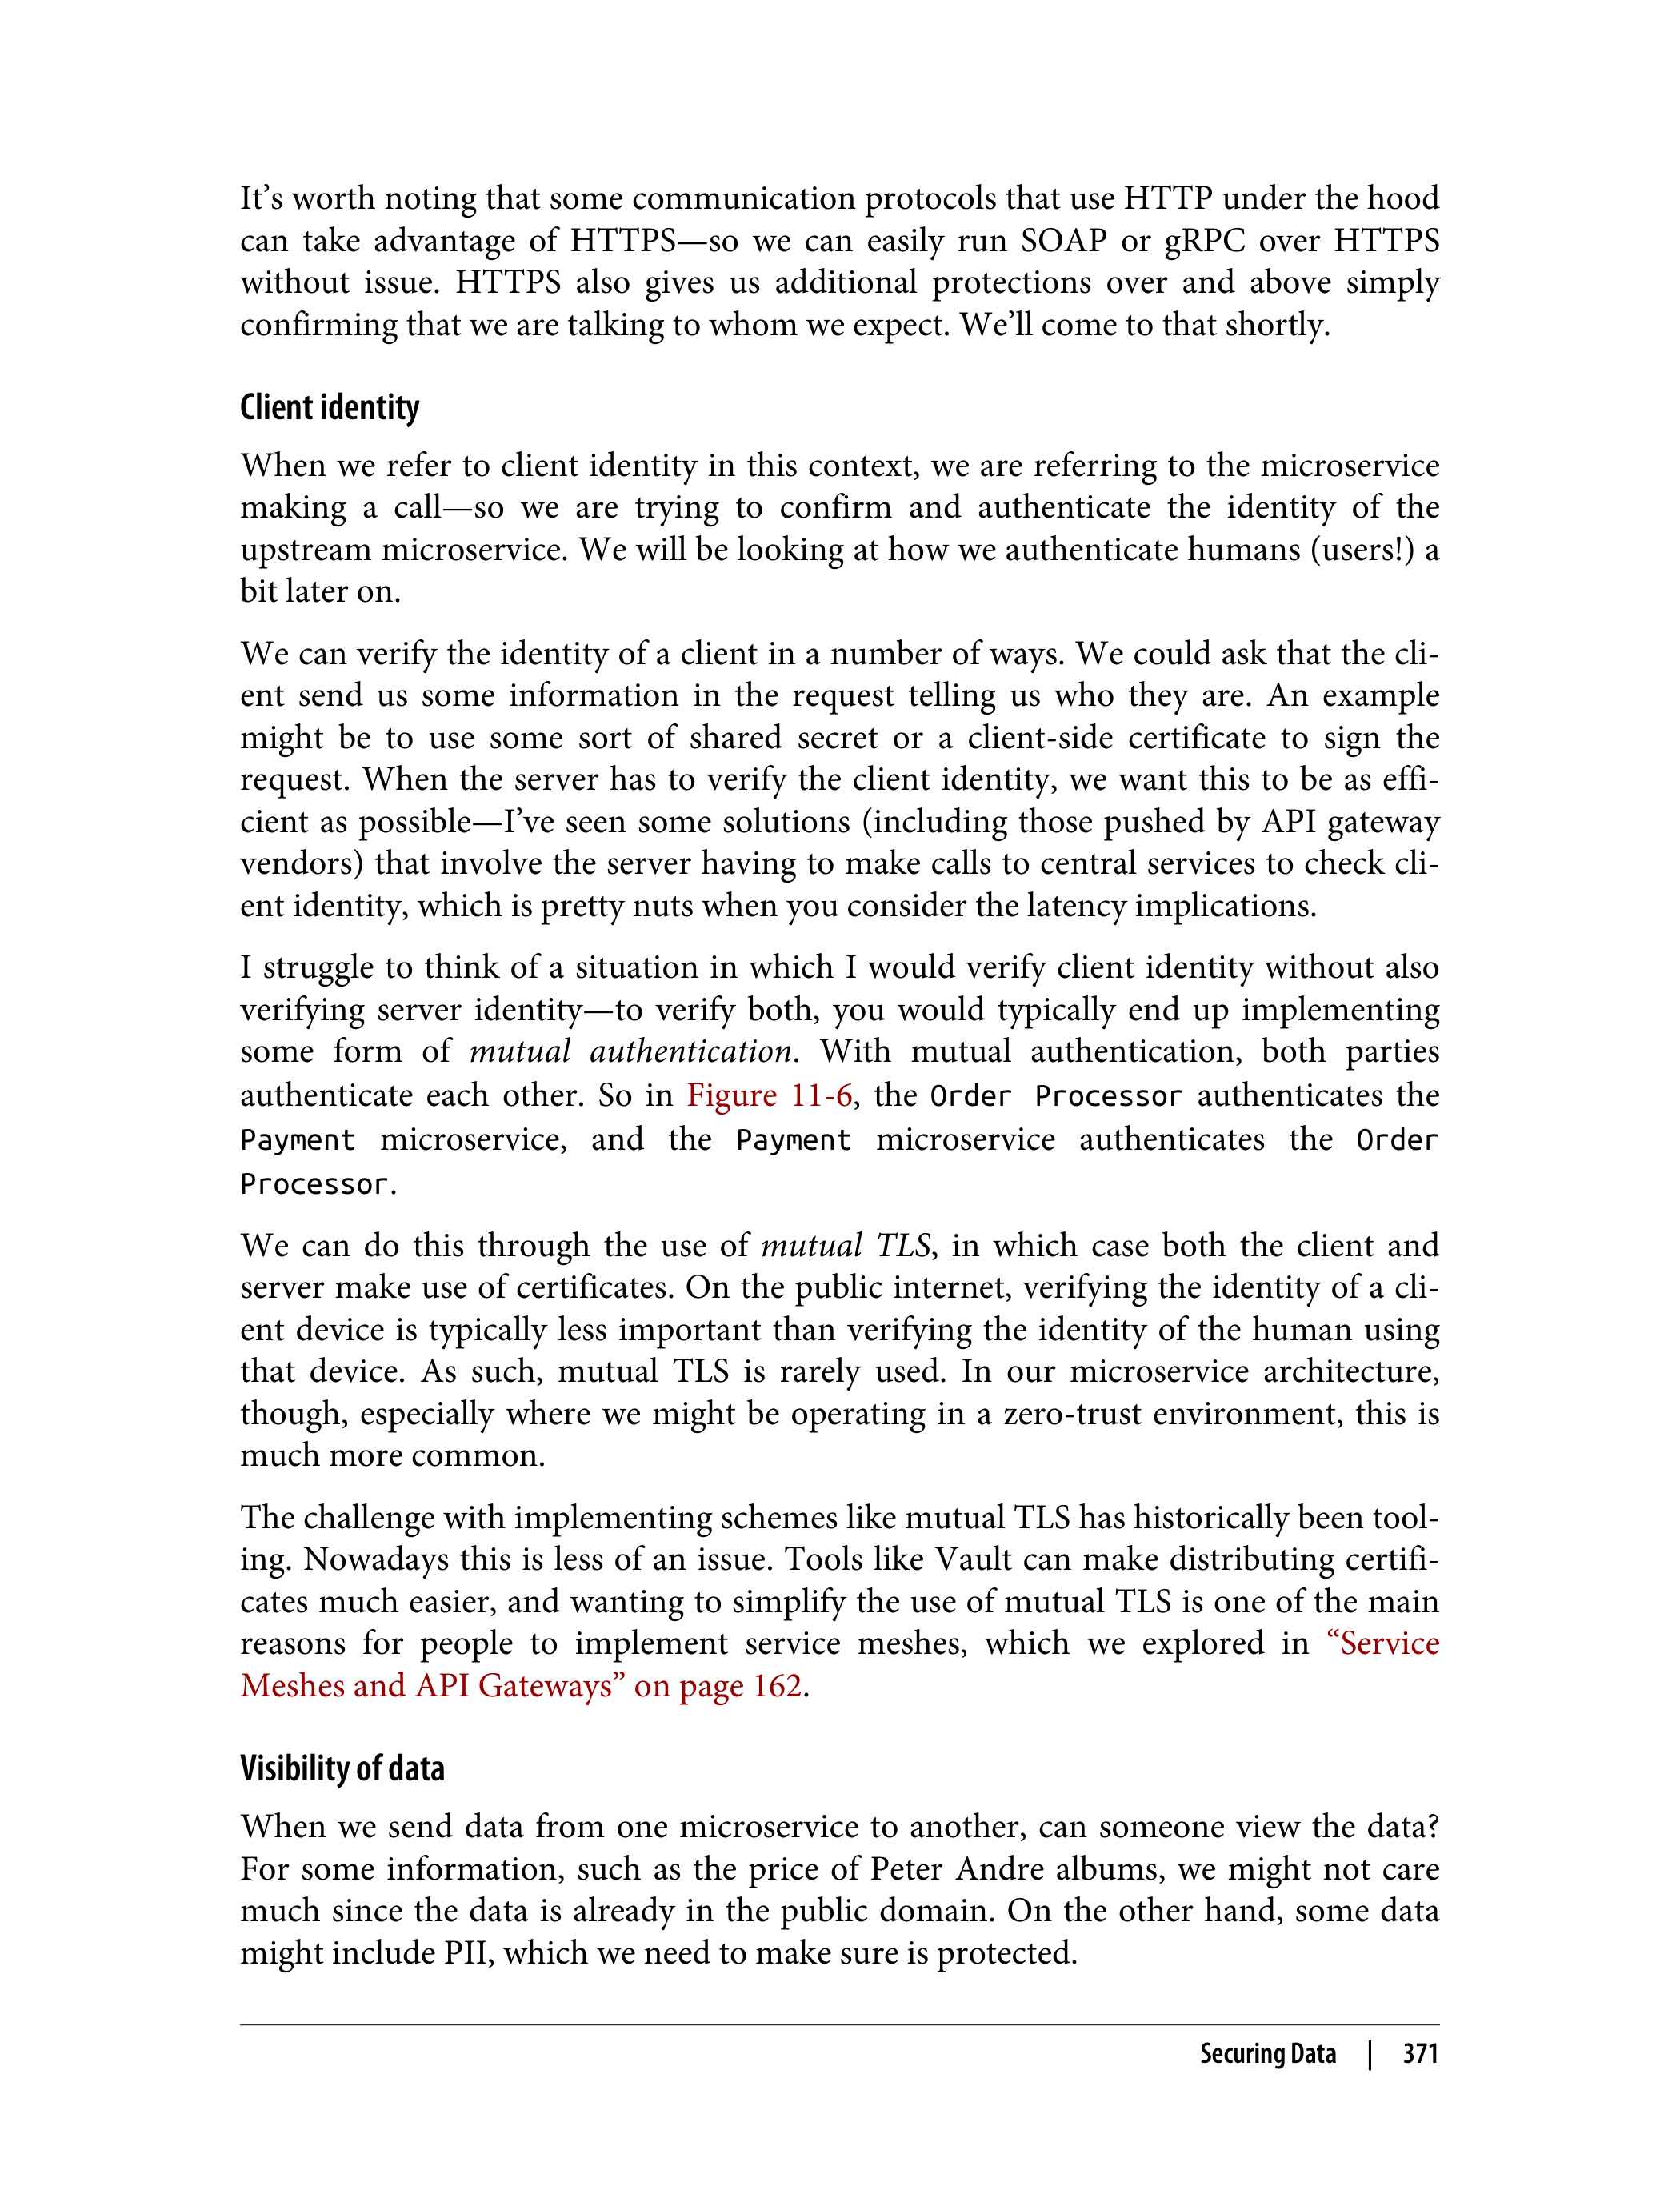 It’s worth noting that some communication protocols that use HTTP under the hood
can take advantage of HTTPS—so we can easily run SOAP or gRPC over HTTPS
without issue. HTTPS also gives us additional protections over and above simply
confirming that we are talking to whom we expect. We’ll come to that shortly.
Client identity
When we refer to client identity in this context, we are referring to the microservice
making a call—so we are trying to confirm and authenticate the identity of the
upstream microservice. We will be looking at how we authenticate humans (users!) a
bit later on.
We can verify the identity of a client in a number of ways. We could ask that the cli-
ent send us some information in the request telling us who they are. An example
might be to use some sort of shared secret or a client-side certificate to sign the
request. When the server has to verify the client identity, we want this to be as effi-
cient as possible—I’ve seen some solutions (including those pushed by API gateway
vendors) that involve the server having to make calls to central services to check cli-
ent identity, which is pretty nuts when you consider the latency implications.
I struggle to think of a situation in which I would verify client identity without also
verifying server identity—to verify both, you would typically end up implementing
some form of mutual authentication. With mutual authentication, both parties
authenticate each other. So in Figure 11-6, the Order Processor authenticates the
Payment microservice, and the Payment microservice authenticates the Order
Processor.
We can do this through the use of mutual TLS, in which case both the client and
server make use of certificates. On the public internet, verifying the identity of a cli-
ent device is typically less important than verifying the identity of the human using
that device. As such, mutual TLS is rarely used. In our microservice architecture,
though, especially where we might be operating in a zero-trust environment, this is
much more common.
The challenge with implementing schemes like mutual TLS has historically been tool-
ing. Nowadays this is less of an issue. Tools like Vault can make distributing certifi-
cates much easier, and wanting to simplify the use of mutual TLS is one of the main
reasons for people to implement service meshes, which we explored in “Service
Meshes and API Gateways” on page 162.
Visibility of data
When we send data from one microservice to another, can someone view the data?
For some information, such as the price of Peter Andre albums, we might not care
much since the data is already in the public domain. On the other hand, some data
might include PII, which we need to make sure is protected.
Securing Data | 371